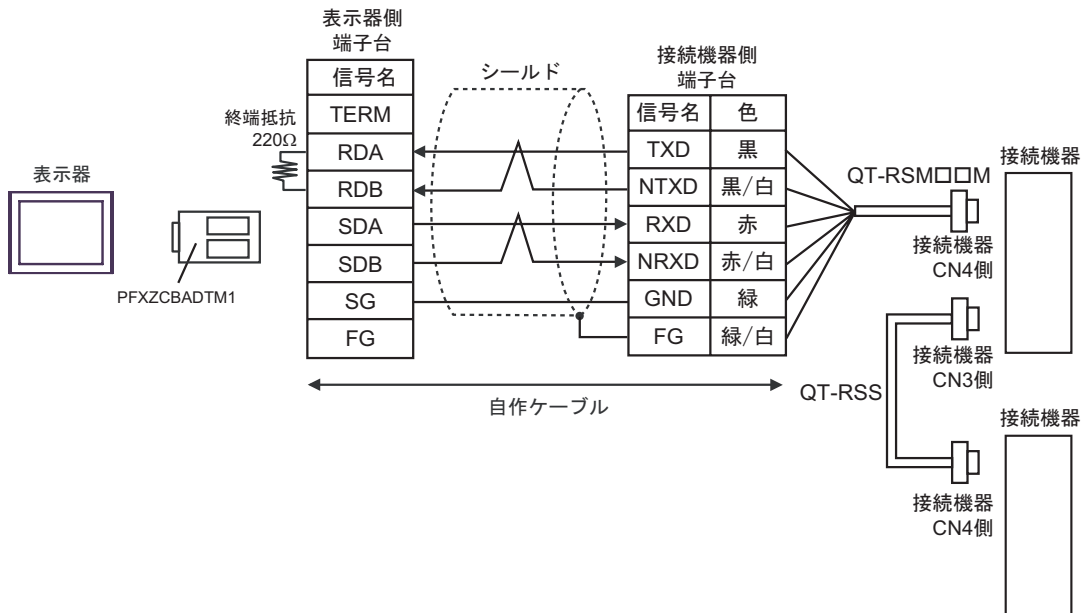 表示器
PFXZCBADTM1
終端抵抗
220Ω
表示器側
端子台
信号名
TERM
RDA
RDB
SDA
SDB
SG
FG
シールド
接続機器側
端子台
信号名 色
TXD 黒
NTXD 黒/白
RXD 赤
NRXD 赤/白
GND 緑
FG 緑/白
自作ケーブル
QT-RSM□□M
接続機器
接続機器
CN4側
接続機器
CN3側
QT-RSS
接続機器
接続機器
CN4側